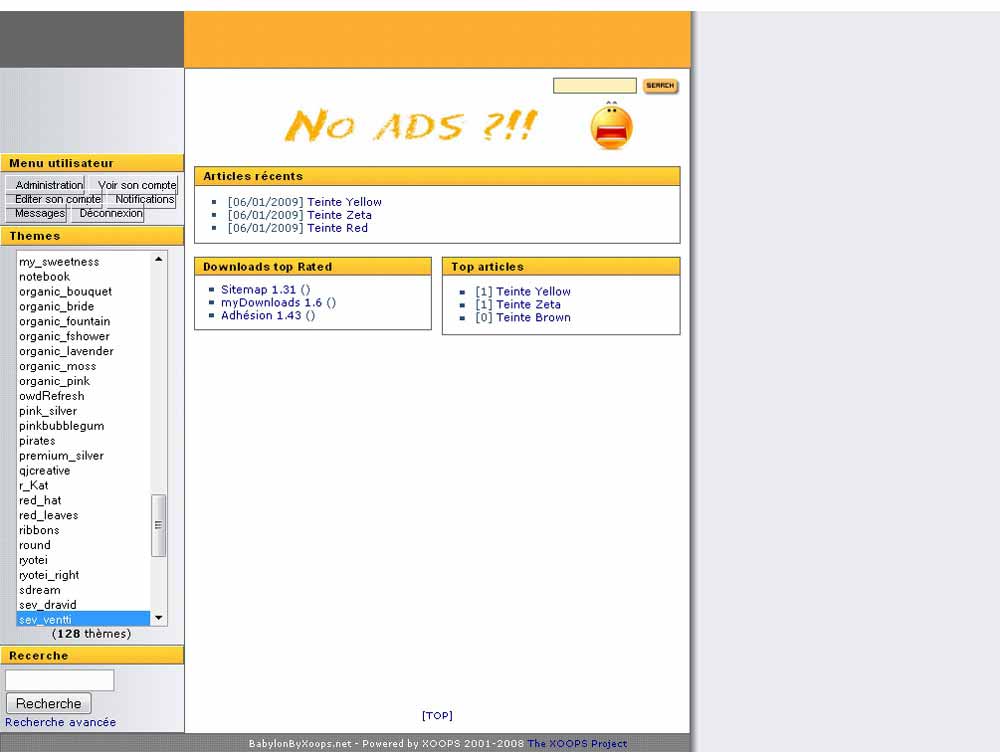 SEARCH
No ADS ?!!
Menu utilisateur
Administration
Voir son compte
Editer son compte
Notifications
Messages
Déconnexion
Themes
my_sweetness
notebook
organic_bouquet
organic_bride
organic_fountain
organic_fshower
organic_lavender
organic_moss
organic_pink
owdRefresh
pink_silver
pinkbubblegum
pirates
premium_silver
qjcreative
r_Kat
red_hat
red_leaves
ribbons
round
ryotei
ryotei_right
sdream
sev_dravid
sev_ventti
(128 thèmes)
Recerche
Recherche
Recherche avancée
Articles récents
[06/01/2009] Teinte Yellow
[06/01/2009] Teinte Zeta
[06/01/2009] Teinte Red
Downloads top Rated
Sitemap 1.31 ()
myDownloads 1.6 ()
Adhésion 1.43 ()
Top articles
[1] Teinte Yellow
[1] Teinte Zeta
[0] Teinte Brown
[TOP]
BabylonByXoops.net - Powered by XOOPS 2001-2008 The XOOPS Project